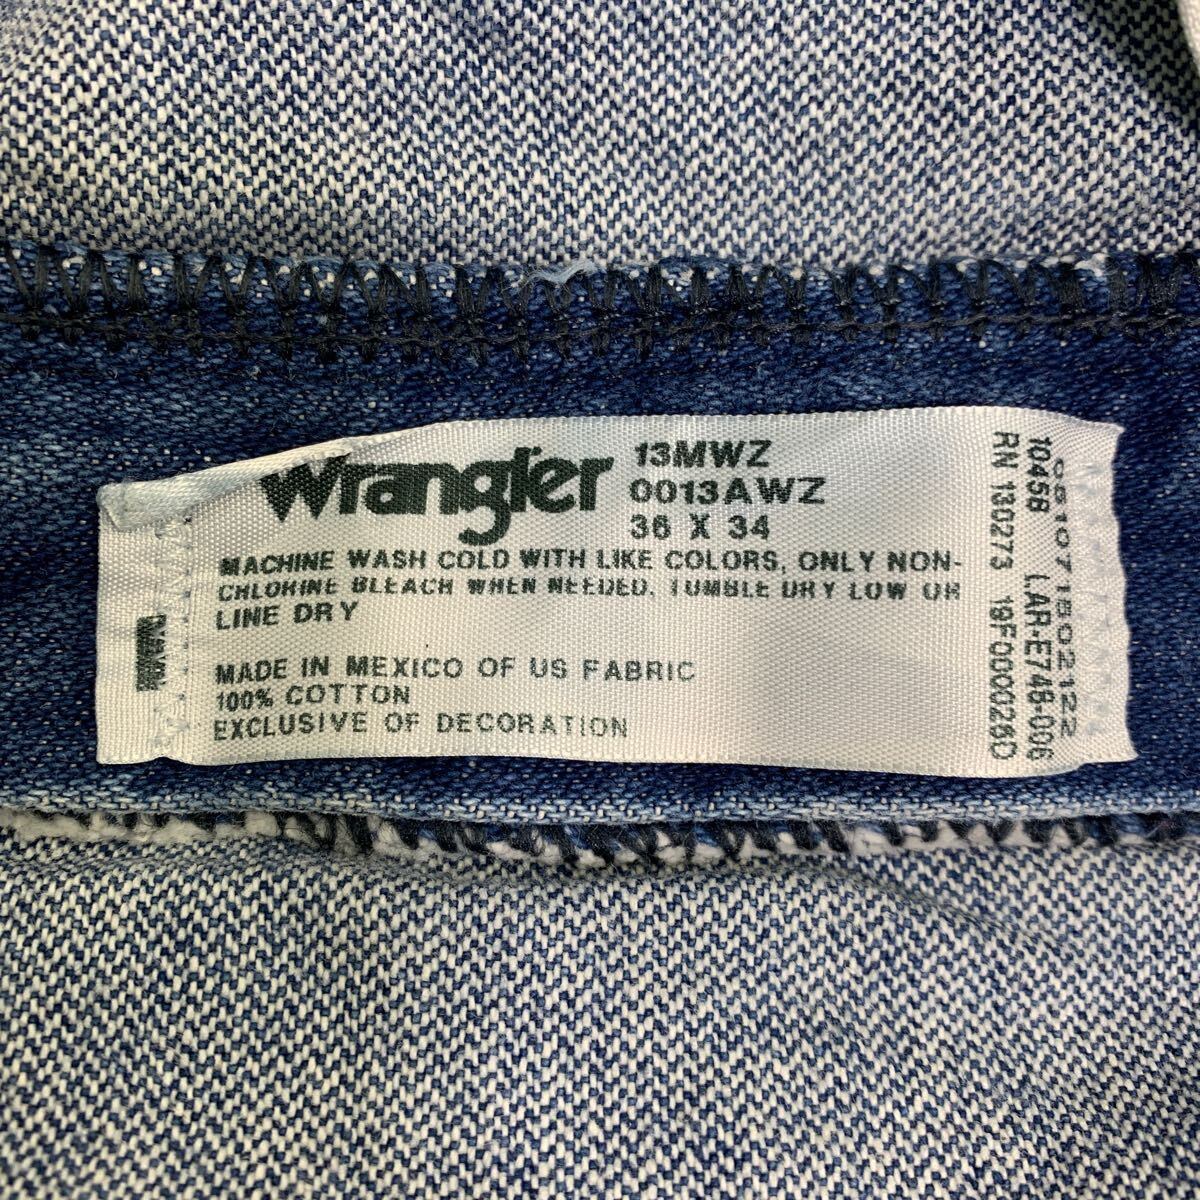 Wrangler
13MWZ
0013AWZ
36 X 34
MACHINE WASH COLD WITH LIKE COLORS, ONLY NON-
CHLORINE BLEACH WHEN NEEDED. TUMBLE DRY LOW OR
LINE DRY
MADE IN MEXICO OF US FABRIC
100% COTTON
EXCLUSIVE OF DECORATION
10458 LAR-E748-006
RN 130273 19F000026D